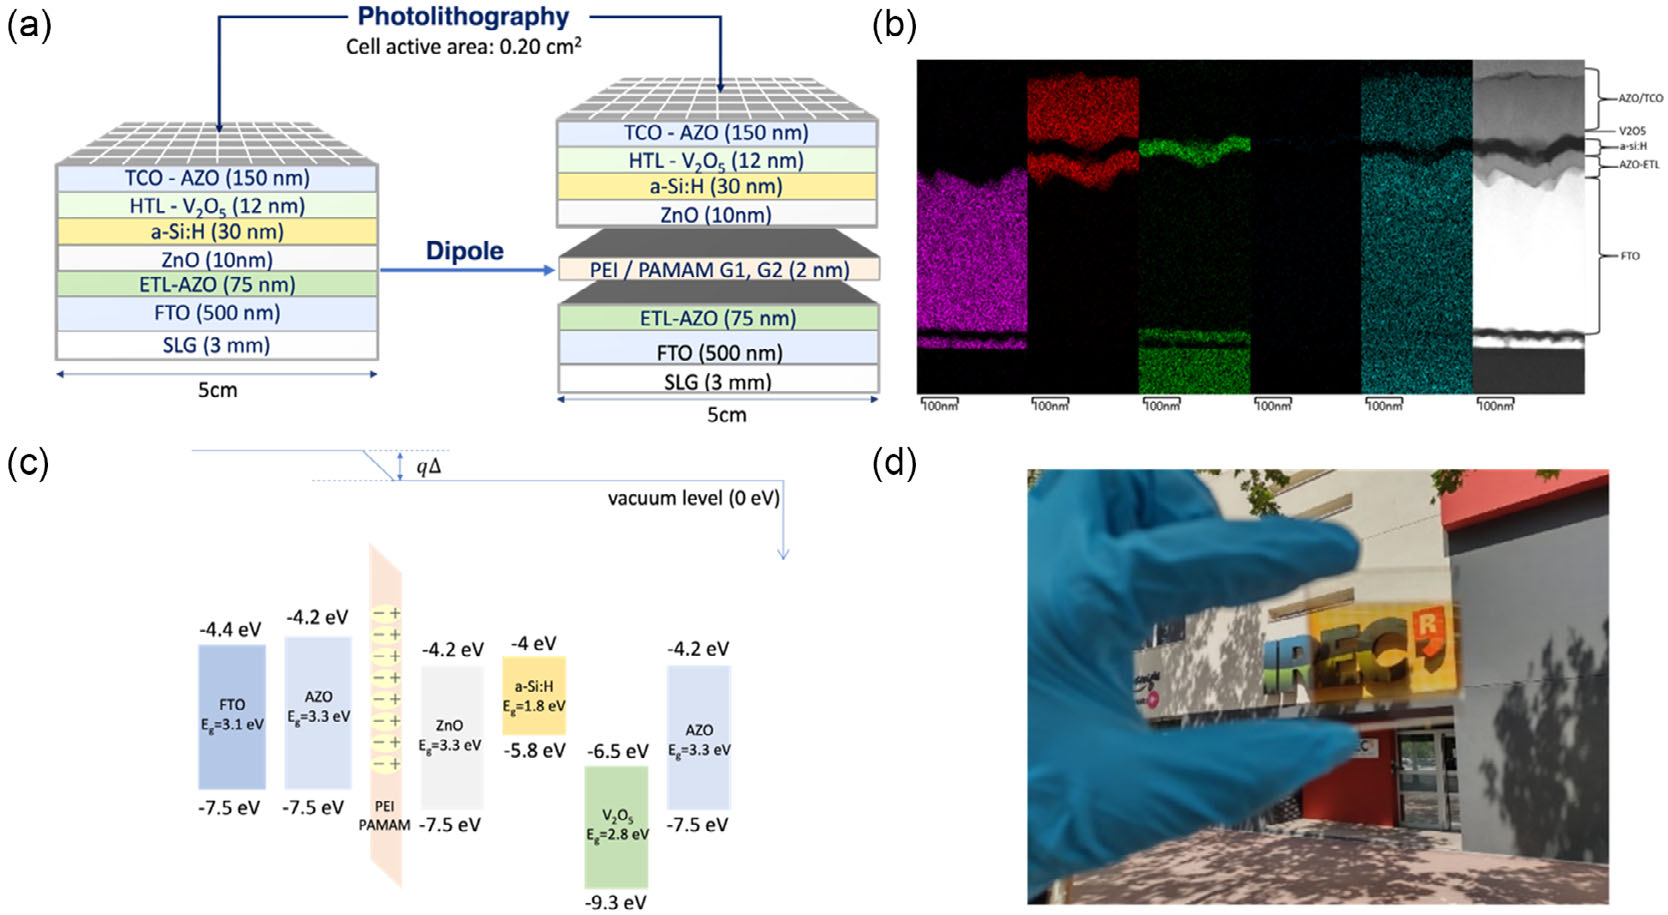 (a)
Photolithography
Cell active area: 0.20 cm²
TCO - AZO (150 nm)
HTL - V₂O₅ (12 nm)
a-Si:H (30 nm)
ZnO (10nm)
ETL-AZO (75 nm)
FTO (500 nm)
SLG (3 mm)
5cm
Dipole
TCO - AZO (150 nm)
HTL - V₂O₅ (12 nm)
a-Si:H (30 nm)
ZnO (10nm)
PEI / PAMAM G1, G2 (2 nm)
ETL-AZO (75 nm)
FTO (500 nm)
SLG (3 mm)
5cm
(b)
AZO/TCO
V2O5
a-si:H
AZO-ETL
FTO
100nm 100nm 100nm 100nm 100nm 100nm
(c)
qΔ
vacuum level (0 eV)
-4.4 eV
FTO
Eg=3.1 eV
-7.5 eV
-4.2 eV
AZO
Eg=3.3 eV
-7.5 eV
PEI
PAMAM
-4.2 eV
ZnO
Eg=3.3 eV
-7.5 eV
-4 eV
a-Si:H
Eg=1.8 eV
-5.8 eV
-6.5 eV
V₂O₅
Eg=2.8 eV
-9.3 eV
-4.2 eV
AZO
Eg=3.3 eV
-7.5 eV
(d)
IREC
R